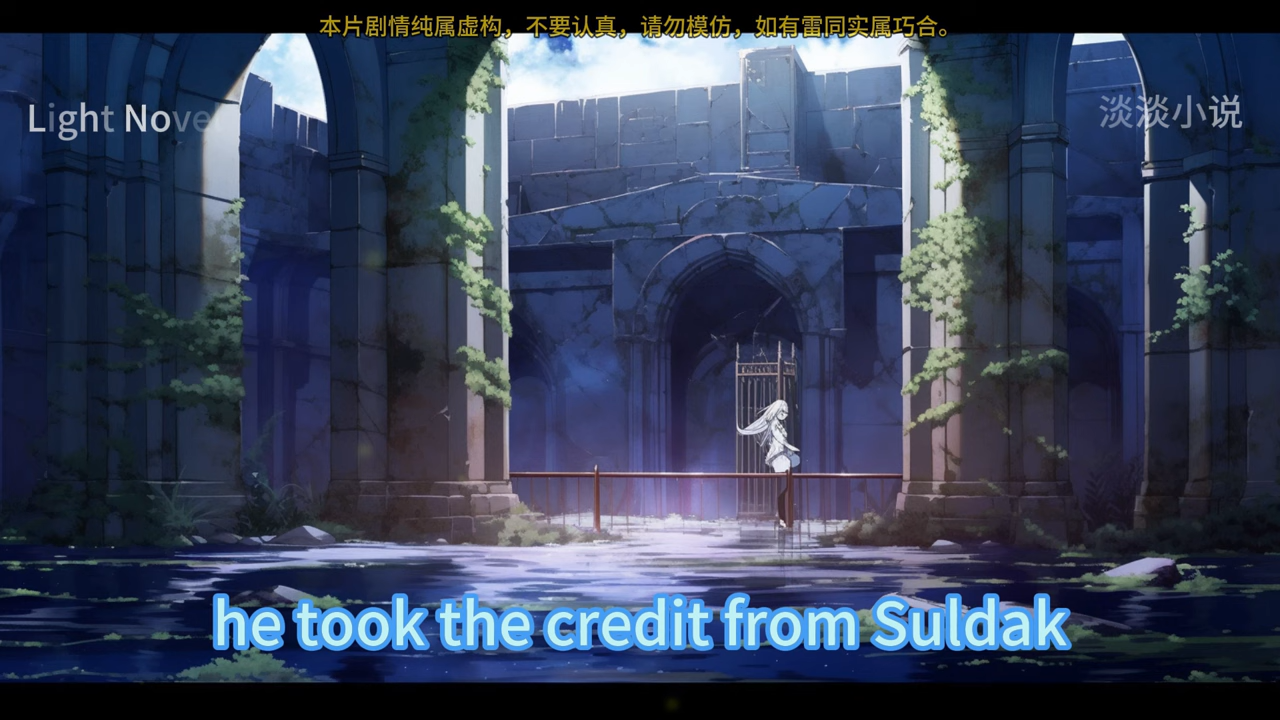 本片剧情纯属虚构，不要认真，请勿模仿，如有雷同实属巧合。
Light Nove
淡淡小说
he took the credit from Suldak